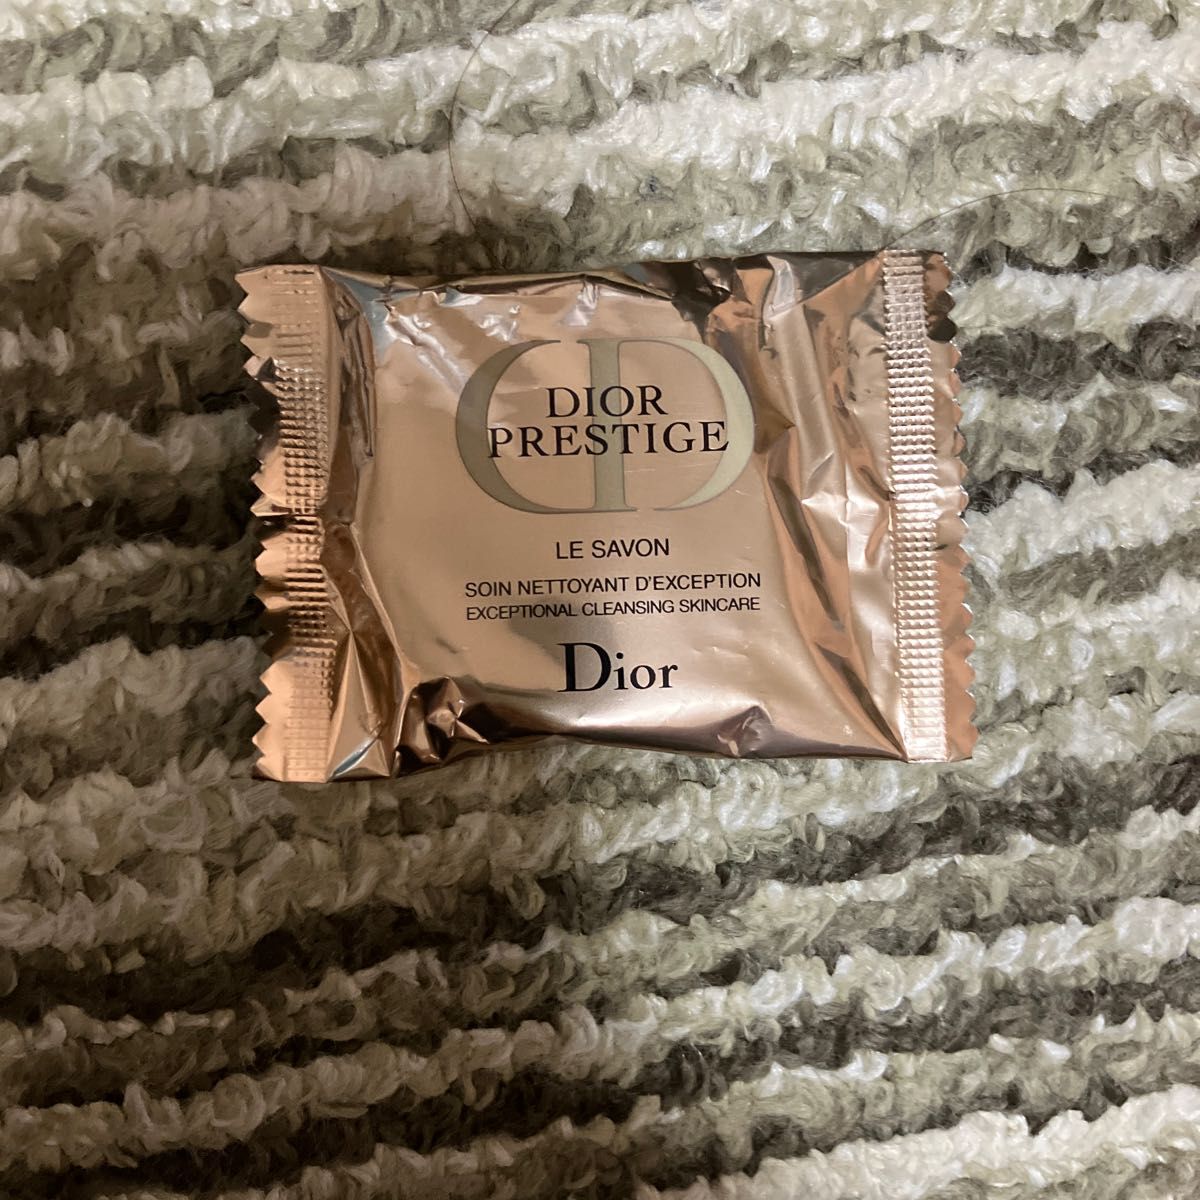 DIOR
PRESTIGE
LE SAVON
SOIN NETTOYANT D'EXCEPTION
EXCEPTIONAL CLEANSING SKINCARE
Dior